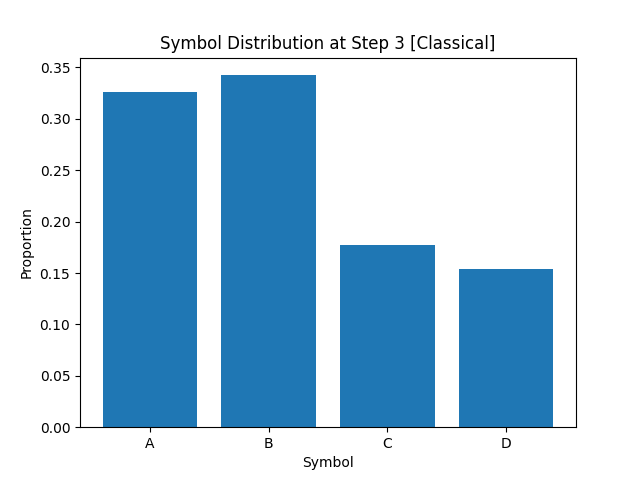 Symbol Distribution at Step 3 [Classical]
0.35
0.30
0.25
0.20
0.15
0.10
0.05
0.00
Proportion
A B C D
Symbol